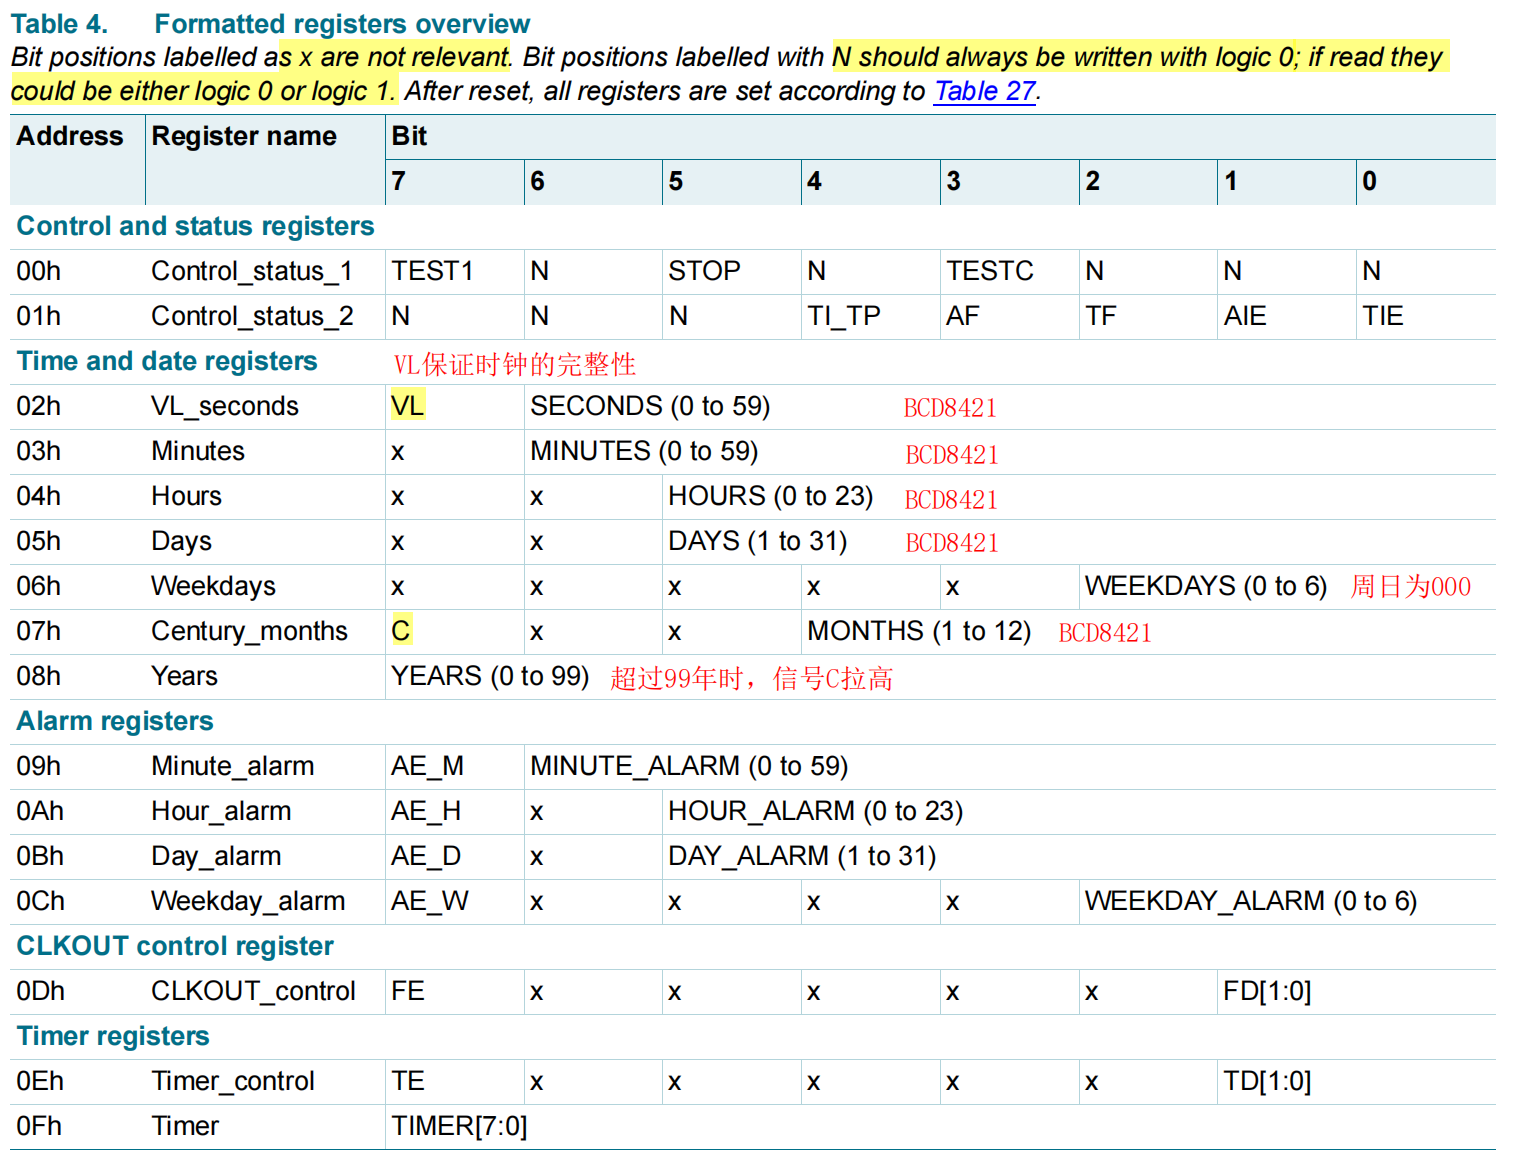 Table 4. Formatted registers overview
Bit positions labelled as x are not relevant. Bit positions labelled with N should always be written with logic 0; if read they
could be either logic 0 or logic 1. After reset, all registers are set according to Table 27.
Address Register name Bit
7 6 5 4 3 2 1 0
Control and status registers
00h Control_status_1 TEST1 N STOP N TESTC N N N
01h Control_status_2 N N N TI_TP AF TF AIE TIE
Time and date registers VL保证时钟的完整性
02h VL_seconds VL SECONDS (0 to 59) BCD8421
03h Minutes x MINUTES (0 to 59) BCD8421
04h Hours x x HOURS (0 to 23) BCD8421
05h Days x x DAYS (1 to 31) BCD8421
06h Weekdays x x x x x WEEKDAYS (0 to 6) 周日为000
07h Century_months C x x MONTHS (1 to 12) BCD8421
08h Years YEARS (0 to 99) 超过99年时，信号C拉高
Alarm registers
09h Minute_alarm AE_M MINUTE_ALARM (0 to 59)
0Ah Hour_alarm AE_H x HOUR_ALARM (0 to 23)
0Bh Day_alarm AE_D x DAY_ALARM (1 to 31)
0Ch Weekday_alarm AE_W x x x x WEEKDAY_ALARM (0 to 6)
CLKOUT control register
0Dh CLKOUT_control FE x x x x x FD[1:0]
Timer registers
0Eh Timer_control TE x x x x x TD[1:0]
0Fh Timer TIMER[7:0]